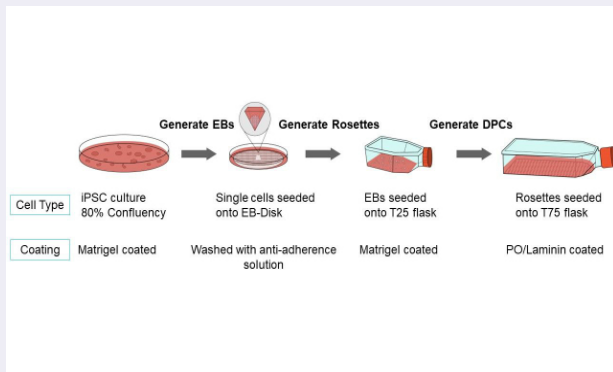 Generate EBs
Generate Rosettes
Generate DPCs
Cell Type
iPSC culture
80% Confluency
Single cells seeded
onto EB-Disk
EBs seeded
onto T25 flask
Rosettes seeded
onto T75 flask
Coating
Matrigel coated
Washed with anti-adherence
solution
Matrigel coated
PO/Laminin coated